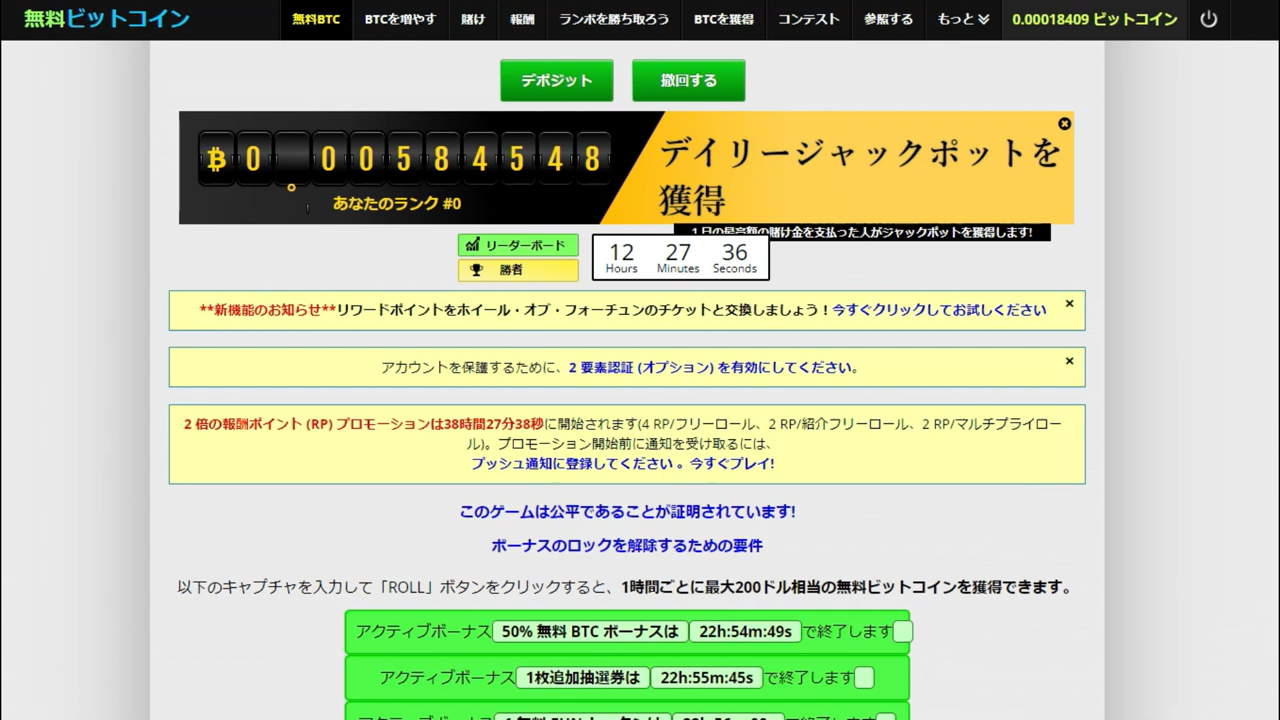 無料ビットコイン
無料BTC BTCを増やす 賭け 報酬 ランボを勝ち取ろう BTCを獲得 コンテスト 参照する もっと 0.00018409 ビットコイン
デポジット 撤回する
0.00584548
デイリージャックポットを
獲得
あなたのランク #0
1 日の最高額の賭け金を支払った人がジャックポットを獲得します!
リーダーボード
勝者
12 27 36
Hours Minutes Seconds
**新機能のお知らせ**リワードポイントをホイール・オブ・フォーチュンのチケットと交換しましょう！今すぐクリックしてお試しください
アカウントを保護するために、2 要素認証 (オプション) を有効にしてください。
2 倍の報酬ポイント (RP) プロモーションは38時間27分38秒に開始されます(4 RP/フリーロール、2 RP/紹介フリーロール、2 RP/マルチプライロー
ル)。プロモーション開始前に通知を受け取るには、
プッシュ通知に登録してください 。今すぐプレイ!
このゲームは公平であることが証明されています!
ボーナスのロックを解除するための要件
以下のキャプチャを入力して「ROLL」ボタンをクリックすると、1時間ごとに最大200ドル相当の無料ビットコインを獲得できます。
アクティブボーナス 50% 無料 BTC ボーナスは 22h:54m:49s で終了します
アクティブボーナス 1枚追加抽選券は 22h:55m:45s で終了します